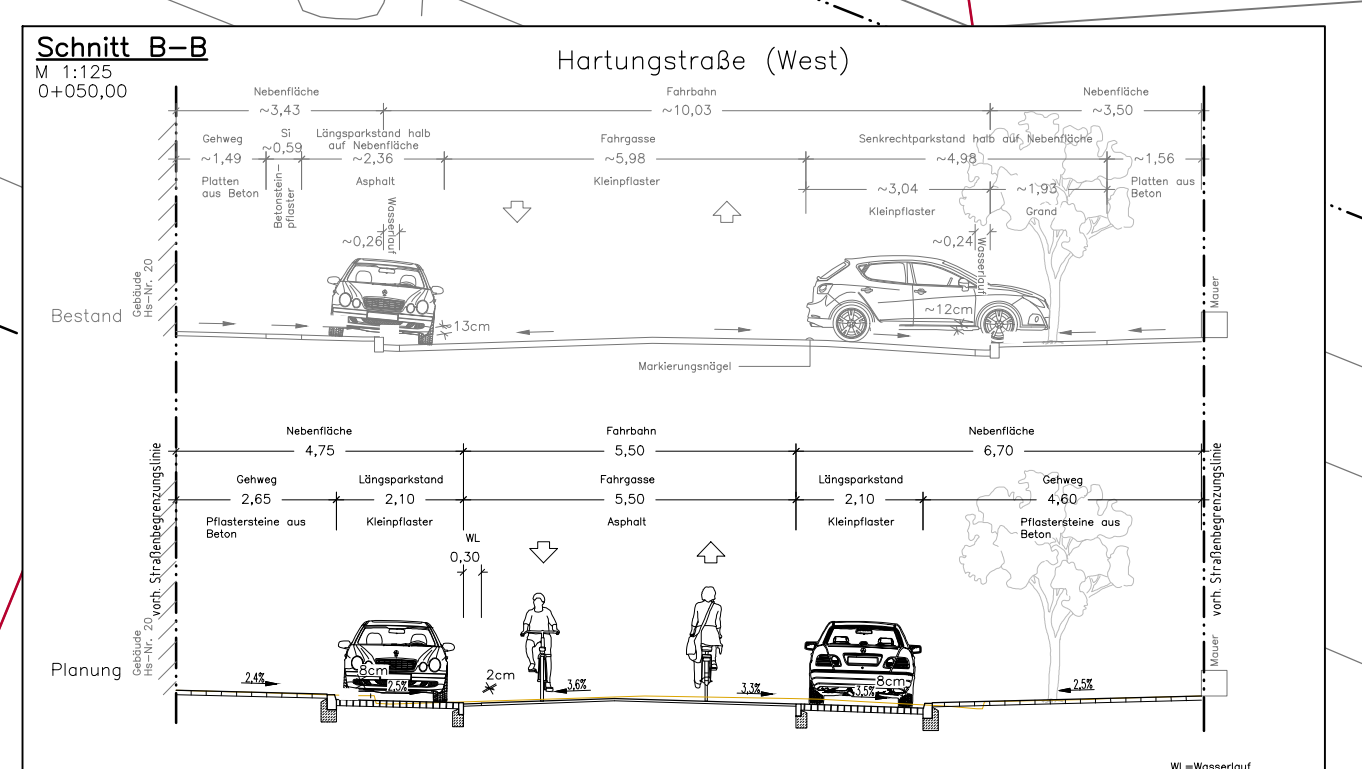 Schnitt B-B
M 1:125
0+050,00
Hartungstraße (West)
Nebenfläche
~3,43
Fahrbahn
~10,03
Nebenfläche
~3,50
Gehweg
~1,49
Platten
aus Beton
Si
~0,59
Betonstein-
pflaster
Längsparkstand halb
auf Nebenfläche
~2,36
Asphalt
Fahrgasse
~5,98
Kleinpflaster
Senkrechtparkstand halb auf Nebenfläche
~4,98
~1,56
Platten aus
Beton
~3,04
Kleinpflaster
~1,93
Grand
Wasserlauf
~0,26
~0,24
Wasserlauf
Gebäude
Hs-Nr. 20
Bestand
13cm
~12cm
Mauer
Markierungsnägel
Nebenfläche
4,75
Fahrbahn
5,50
Nebenfläche
6,70
vorh. Straßenbegrenzungslinie
Gehweg
2,65
Pflastersteine aus
Beton
Längsparkstand
2,10
Kleinpflaster
Fahrgasse
5,50
Asphalt
Längsparkstand
2,10
Kleinpflaster
Gehweg
4,60
Pflastersteine aus
Beton
vorh. Straßenbegrenzungslinie
WL
0,30
Gebäude
Hs-Nr. 20
Planung
2,4%
8cm
2,5%
2cm
3,6%
3,3%
8cm
3,5%
2,5%
Mauer
WL=Wasserlauf